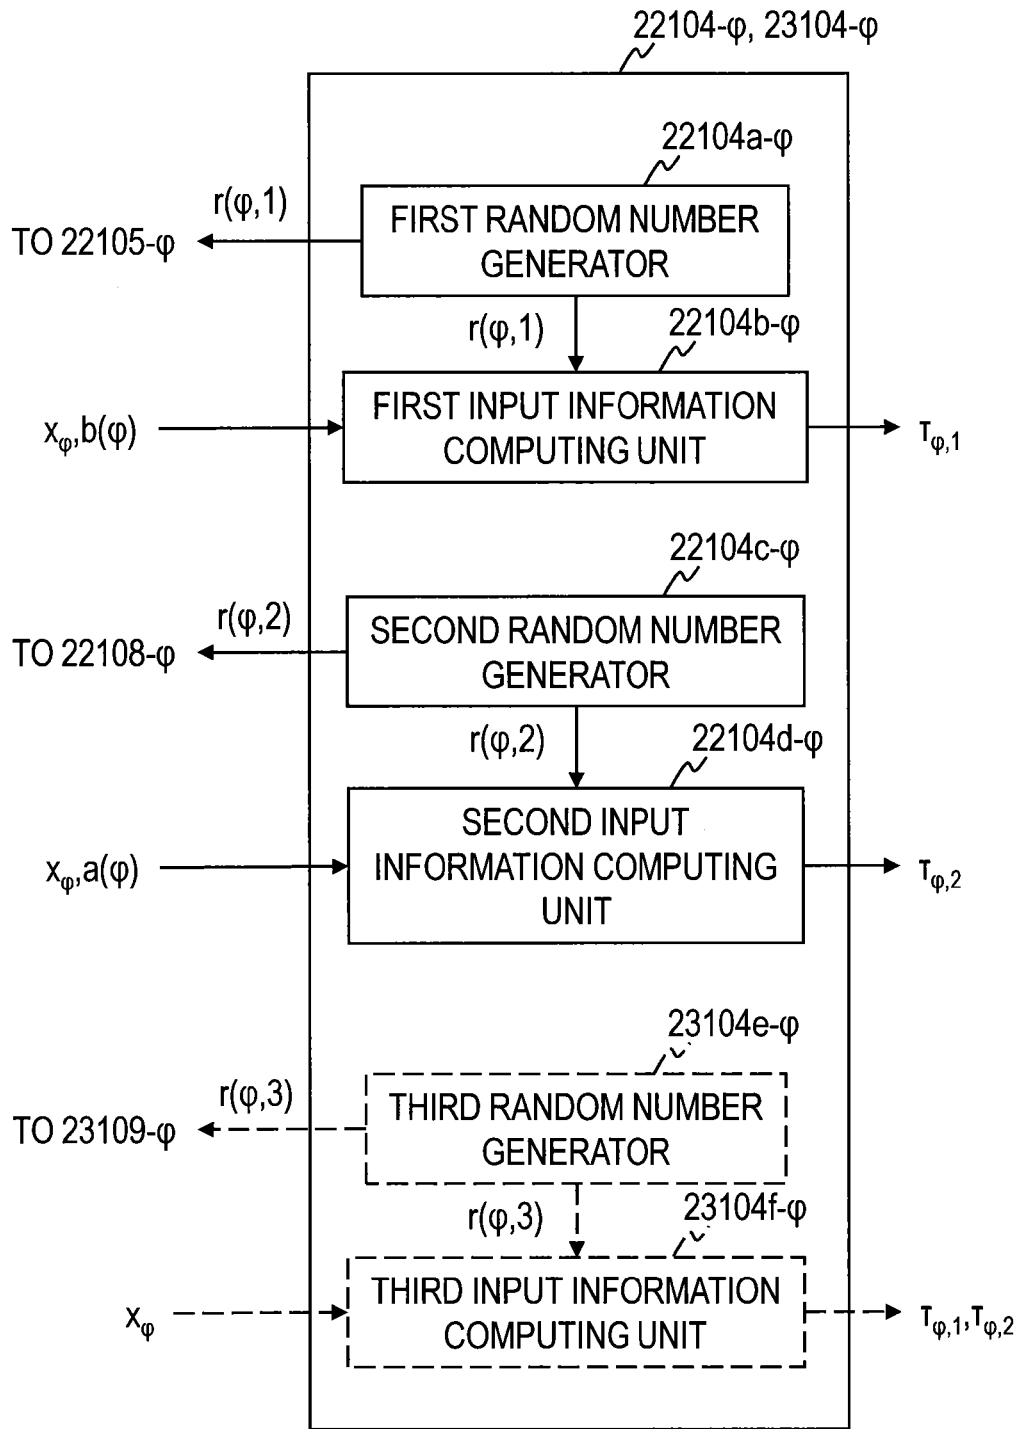 22104-φ, 23104-φ
22104a-φ
r(φ,1)
FIRST RANDOM NUMBER
GENERATOR
TO 22105-φ
r(φ,1)
22104b-φ
FIRST INPUT INFORMATION
COMPUTING UNIT
xφ,b(φ)
τφ,1
22104c-φ
r(φ,2)
SECOND RANDOM NUMBER
GENERATOR
TO 22108-φ
r(φ,2)
22104d-φ
SECOND INPUT
INFORMATION COMPUTING
UNIT
xφ,a(φ)
τφ,2
23104e-φ
r(φ,3)
THIRD RANDOM NUMBER
GENERATOR
TO 23109-φ
r(φ,3)
23104f-φ
THIRD INPUT INFORMATION
COMPUTING UNIT
xφ
τφ,1,τφ,2